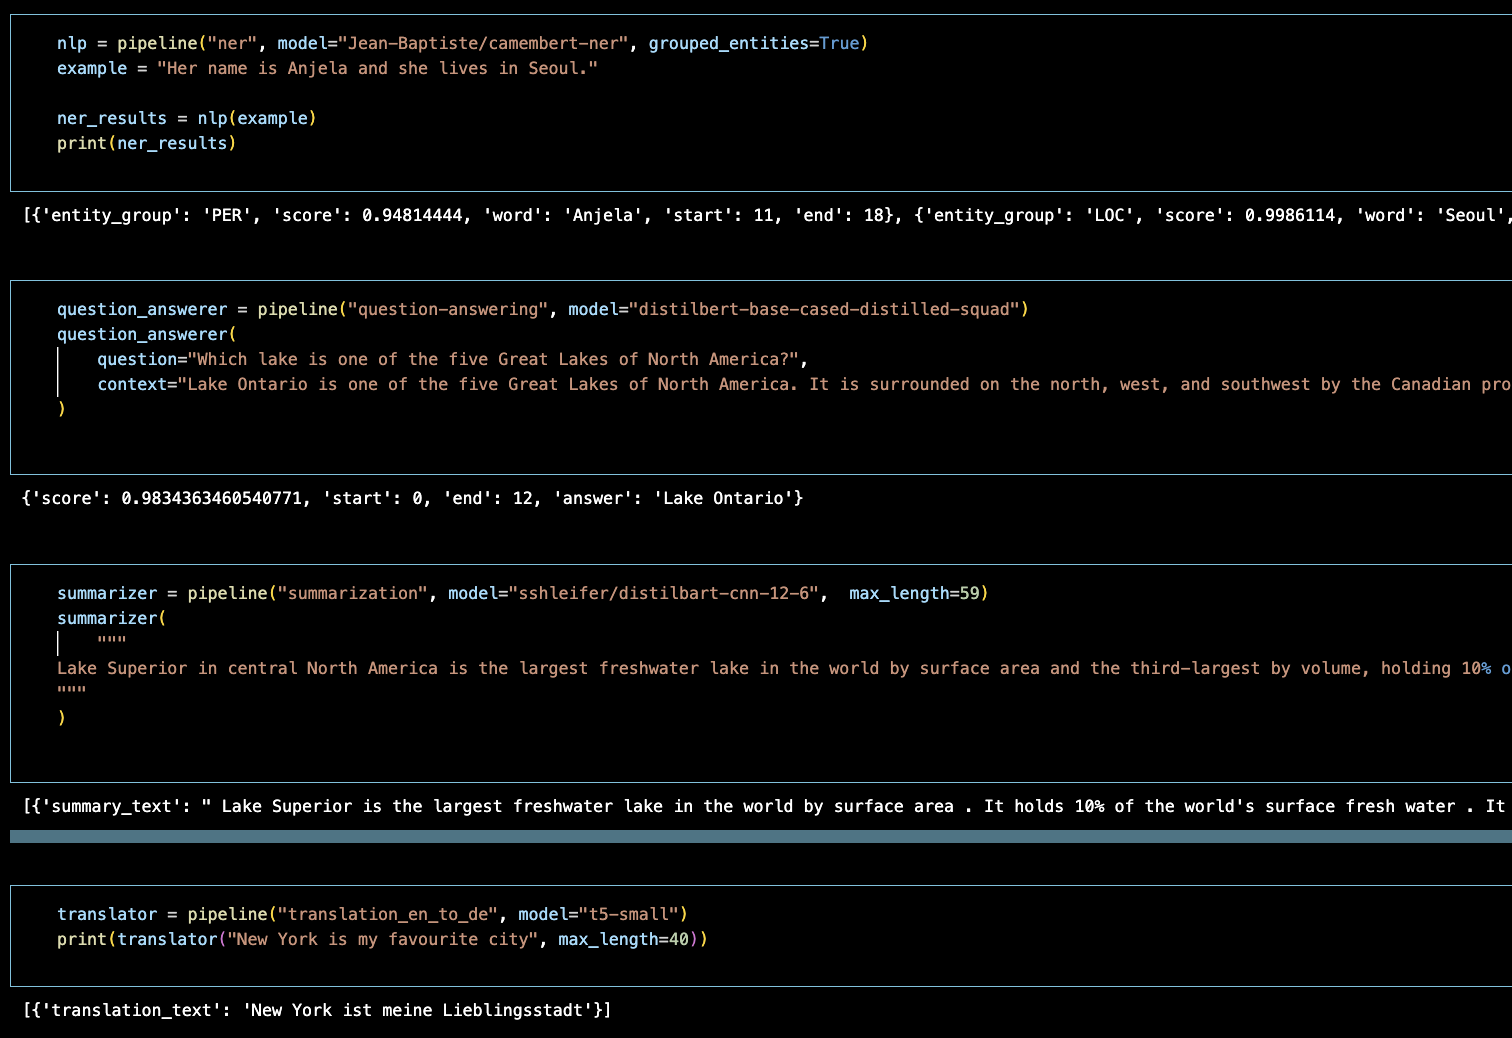 nlp = pipeline("ner", model="Jean-Baptiste/camembert-ner", grouped_entities=True)
example = "Her name is Anjela and she lives in Seoul."
ner_results = nlp(example)
print(ner_results)
[{'entity_group': 'PER', 'score': 0.94814444, 'word': 'Anjela', 'start': 11, 'end': 18}, {'entity_group': 'LOC', 'score': 0.9986114, 'word': 'Seoul',
question_answerer = pipeline("question-answering", model="distilbert-base-cased-distilled-squad")
question_answerer(
    question="Which lake is one of the five Great Lakes of North America?",
    context="Lake Ontario is one of the five Great Lakes of North America. It is surrounded on the north, west, and southwest by the Canadian pro
)
{'score': 0.9834363460540771, 'start': 0, 'end': 12, 'answer': 'Lake Ontario'}
summarizer = pipeline("summarization", model="sshleifer/distilbart-cnn-12-6",  max_length=59)
summarizer(
    """
Lake Superior in central North America is the largest freshwater lake in the world by surface area and the third-largest by volume, holding 10% o
"""
)
[{'summary_text': " Lake Superior is the largest freshwater lake in the world by surface area . It holds 10% of the world's surface fresh water . It
translator = pipeline("translation_en_to_de", model="t5-small")
print(translator("New York is my favourite city", max_length=40))
[{'translation_text': 'New York ist meine Lieblingsstadt'}]